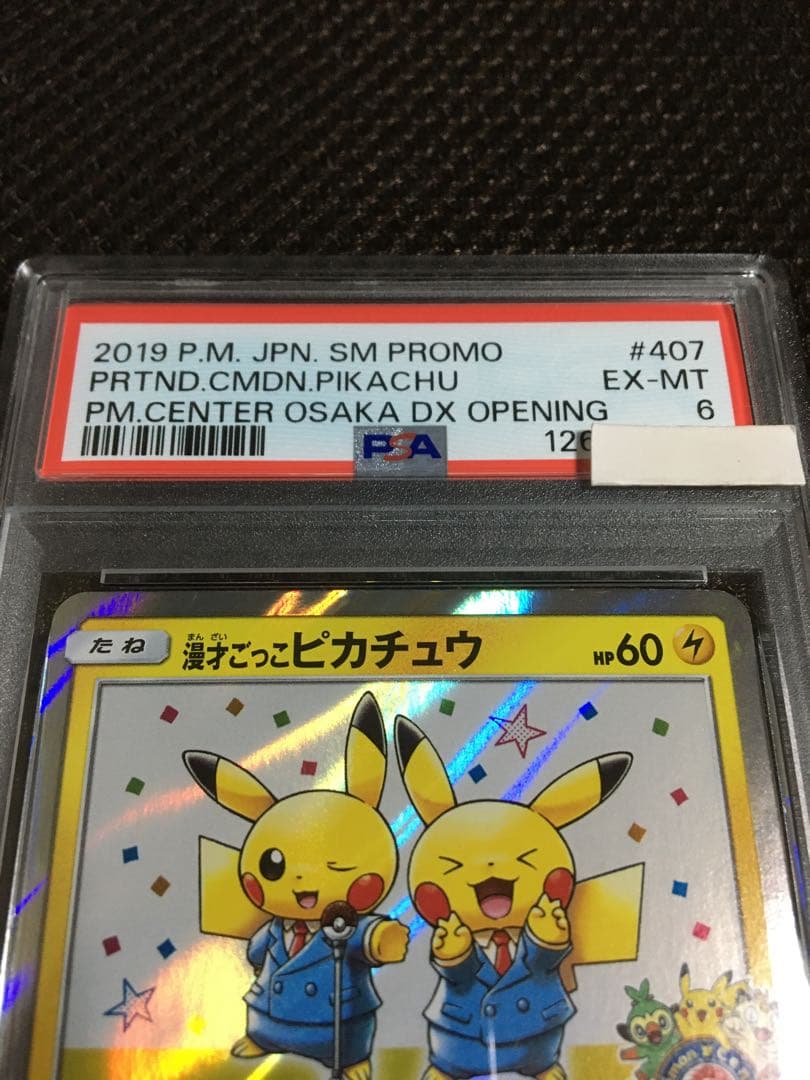 2019 P.M. JPN. SM PROMO #407
PRTND.CMDN.PIKACHU EX-MT
PM.CENTER OSAKA DX OPENING 6
PSA 126
まん ざい
たね 漫才ごっこピカチュウ HP60